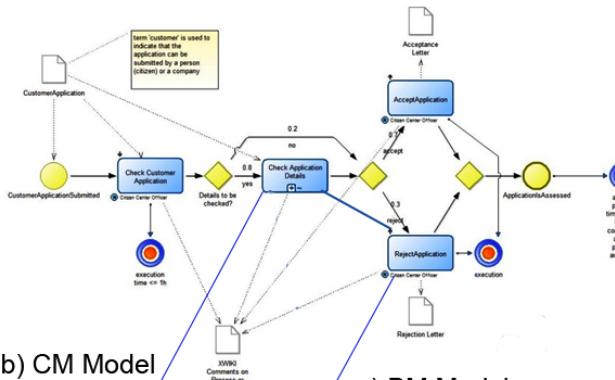 term 'customer' is used to
indicate that the
application can be
submitted by a person
(citizen) or a company
Acceptance
Letter
CustomerApplication
AcceptApplication
Citizen Center Officer
0.2
no
accept
Check Customer
Application
Citizen Center Officer
0.8
yes
Check Application
Details
CustomerApplicationSubmitted
Details to be
checked?
ApplicationIsAssessed
0.3
reject
RejectApplication
Citizen Center Officer
execution
time <= 1h
execution
Rejection Letter
XWIKI
Comments on
b) CM Model